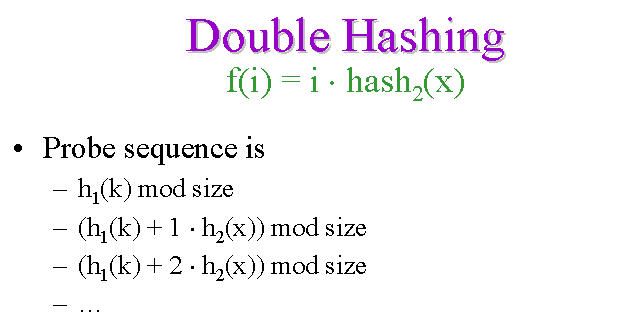 Double Hashing
f(i) = i · hash₂(x)
• Probe sequence is
– h₁(k) mod size
– (h₁(k) + 1 · h₂(x)) mod size
– (h₁(k) + 2 · h₂(x)) mod size
– ...